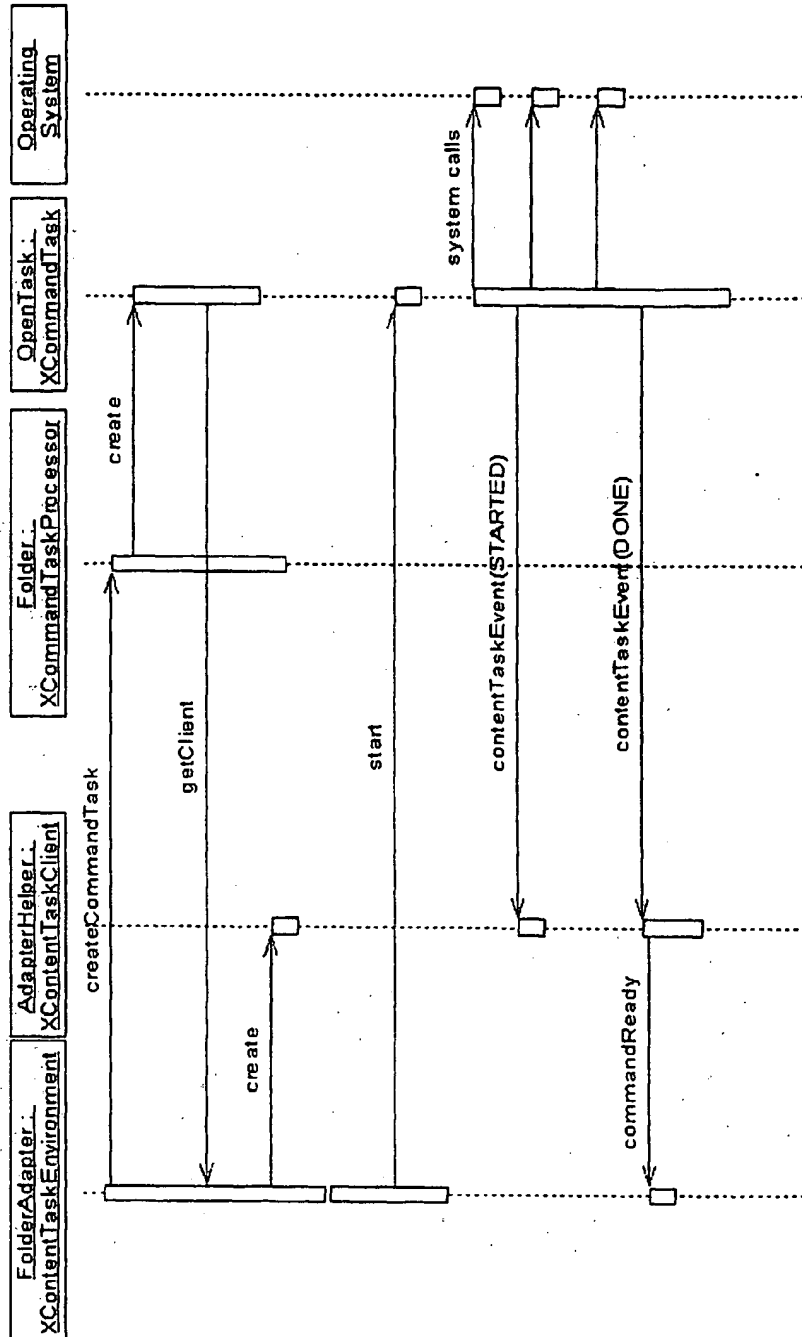 FolderAdapter :
XContentTaskEnvironment
AdapterHelper :
XContentTaskClient
Folder :
XCommandTaskProcessor
OpenTask :
XCommandTask
Operating
System
createCommandTask
create
getClient
create
start
system calls
contentTaskEvent(STARTED)
contentTaskEvent(DONE)
commandReady